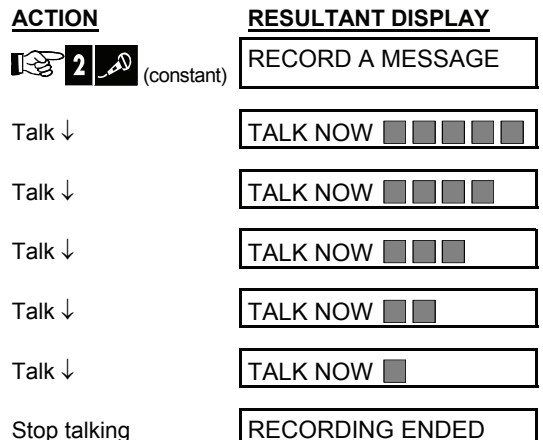 ACTION RESULTANT DISPLAY
2 (constant) RECORD A MESSAGE
Talk ↓ TALK NOW ■ ■ ■ ■ ■
Talk ↓ TALK NOW ■ ■ ■ ■
Talk ↓ TALK NOW ■ ■ ■
Talk ↓ TALK NOW ■ ■
Talk ↓ TALK NOW ■
Stop talking RECORDING ENDED